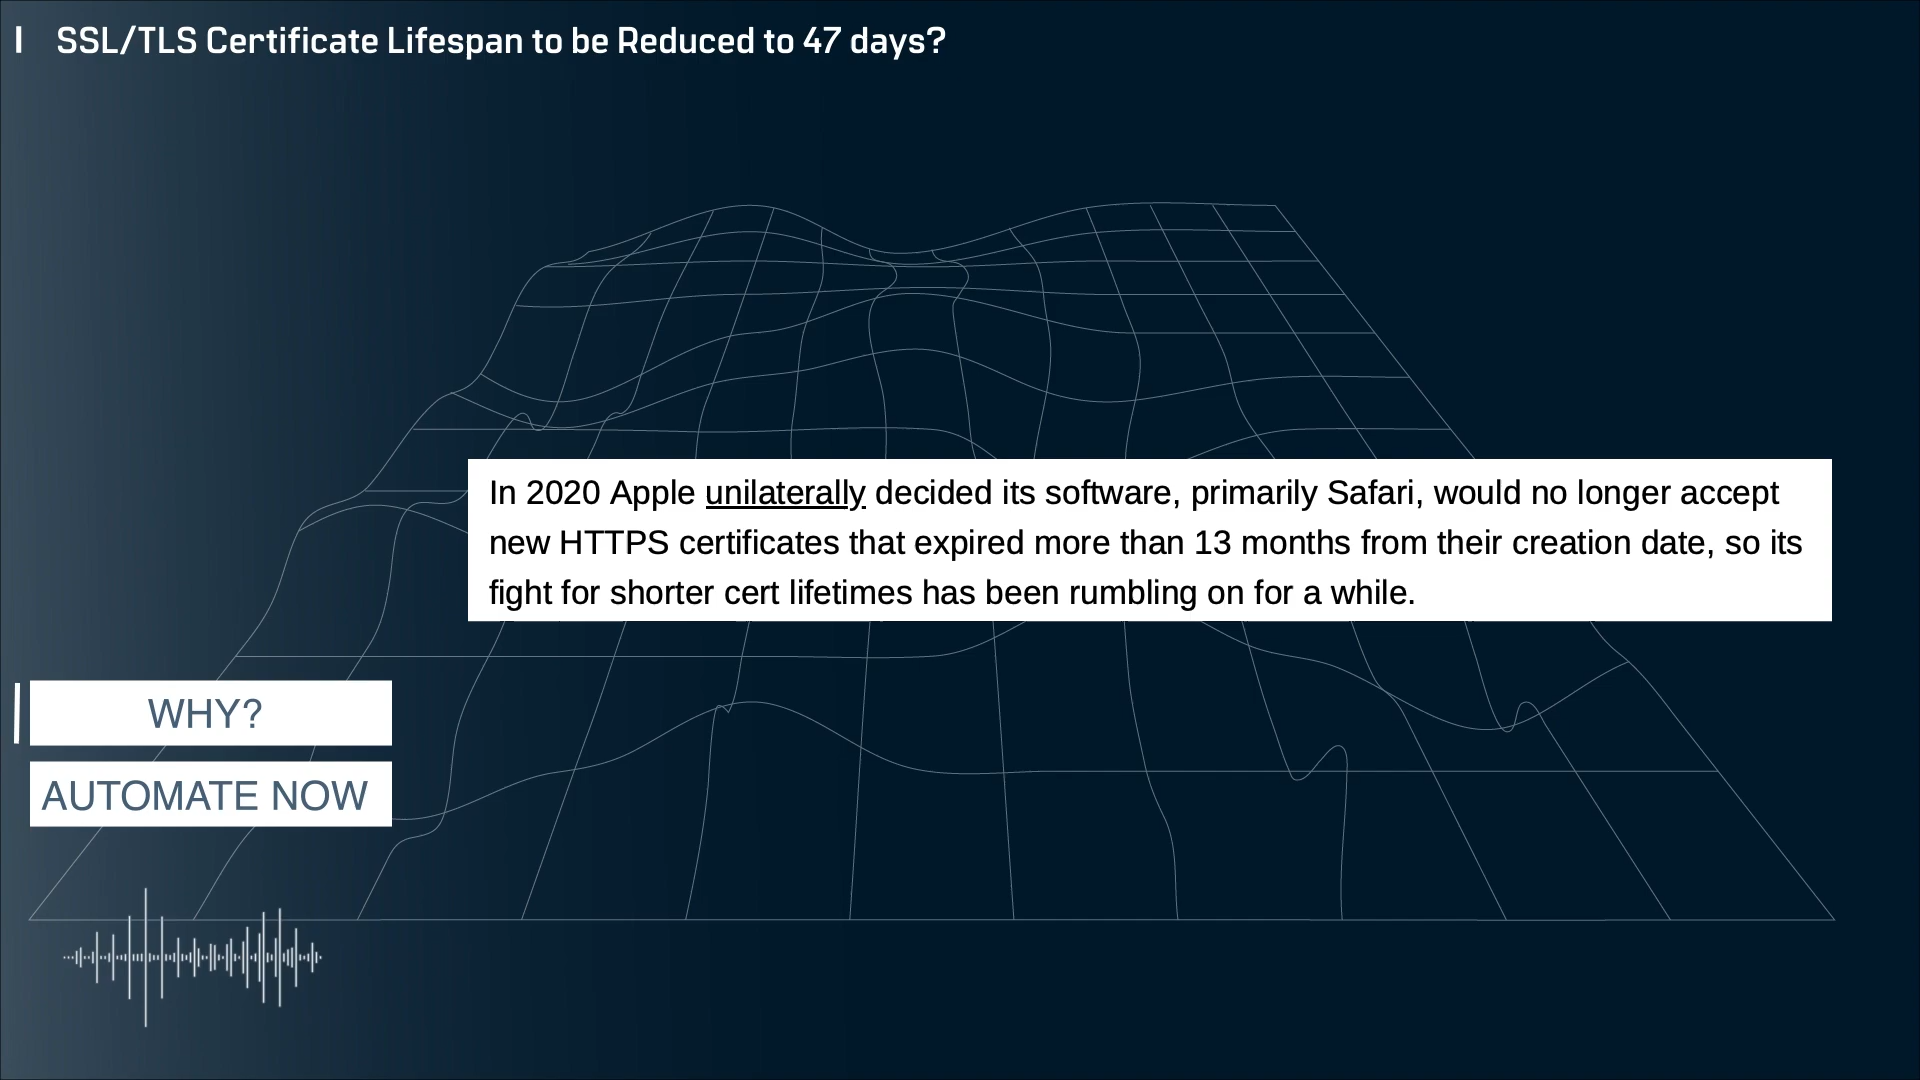 SSL/TLS Certificate Lifespan to be Reduced to 47 days?
In 2020 Apple unilaterally decided its software, primarily Safari, would no longer accept
new HTTPS certificates that expired more than 13 months from their creation date, so its
fight for shorter cert lifetimes has been rumbling on for a while.
WHY?
AUTOMATE NOW